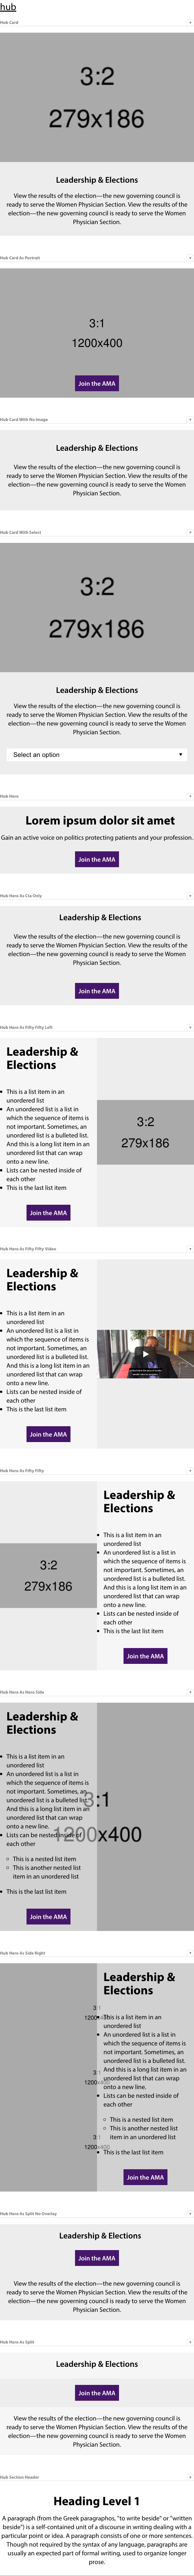 hub
Hub Card
3:2
279x186
Leadership & Elections
View the results of the election—the new governing council is
ready to serve the Women Physician Section. View the results of the
election—the new governing council is ready to serve the Women
Physician Section.
Hub Card As Portrait
3:1
1200x400
Join the AMA
Hub Card With No Image
Leadership & Elections
View the results of the election—the new governing council is
ready to serve the Women Physician Section. View the results of the
election—the new governing council is ready to serve the Women
Physician Section.
Hub Card With Select
3:2
279x186
Leadership & Elections
View the results of the election—the new governing council is
ready to serve the Women Physician Section. View the results of the
election—the new governing council is ready to serve the Women
Physician Section.
Select an option
Hub Hero
Lorem ipsum dolor sit amet
Gain an active voice on politics protecting patients and your profession.
Join the AMA
Hub Hero As Cta Only
Leadership & Elections
View the results of the election—the new governing council is
ready to serve the Women Physician Section. View the results of the
election—the new governing council is ready to serve the Women
Physician Section.
Join the AMA
Hub Hero As Fifty Fifty Left
Leadership &
Elections
This is a list item in an
unordered list
An unordered list is a list in
which the sequence of items is
not important. Sometimes, an
unordered list is a bulleted list.
And this is a long list item in an
unordered list that can wrap
onto a new line.
Lists can be nested inside of
each other
This is the last list item
Join the AMA
3:2
279x186
Hub Hero As Fifty Fifty Video
Leadership &
Elections
This is a list item in an
unordered list
An unordered list is a list in
which the sequence of items is
not important. Sometimes, an
unordered list is a bulleted list.
And this is a long list item in an
unordered list that can wrap
onto a new line.
Lists can be nested inside of
each other
This is the last list item
Join the AMA
Hub Hero As Fifty Fifty
3:2
279x186
Leadership &
Elections
This is a list item in an
unordered list
An unordered list is a list in
which the sequence of items is
not important. Sometimes, an
unordered list is a bulleted list.
And this is a long list item in an
unordered list that can wrap
onto a new line.
Lists can be nested inside of
each other
This is the last list item
Join the AMA
Hub Hero As Hero Side
Leadership &
Elections
This is a list item in an
unordered list
An unordered list is a list in
which the sequence of items is
not important. Sometimes, an
unordered list is a bulleted list.
And this is a long list item in an
unordered list that can wrap
onto a new line.
Lists can be nested inside of
each other
This is a nested list item
This is another nested list
item in an unordered list
This is the last list item
Join the AMA
3:1
1200x400
Hub Hero As Side Right
3:1
1200x400
3:1
1200x400
3:1
1200x400
Leadership &
Elections
This is a list item in an
unordered list
An unordered list is a list in
which the sequence of items is
not important. Sometimes, an
unordered list is a bulleted list.
And this is a long list item in an
unordered list that can wrap
onto a new line.
Lists can be nested inside of
each other
This is a nested list item
This is another nested list
item in an unordered list
This is the last list item
Join the AMA
Hub Hero As Split No Overlay
Leadership & Elections
Join the AMA
View the results of the election—the new governing council is
ready to serve the Women Physician Section. View the results of the
election—the new governing council is ready to serve the Women
Physician Section.
Hub Hero As Split
Leadership & Elections
Join the AMA
View the results of the election—the new governing council is
ready to serve the Women Physician Section. View the results of the
election—the new governing council is ready to serve the Women
Physician Section.
Hub Section Header
Heading Level 1
A paragraph (from the Greek paragraphos, "to write beside" or "written
beside") is a self-contained unit of a discourse in writing dealing with a
particular point or idea. A paragraph consists of one or more sentences.
Though not required by the syntax of any language, paragraphs are
usually an expected part of formal writing, used to organize longer
prose.